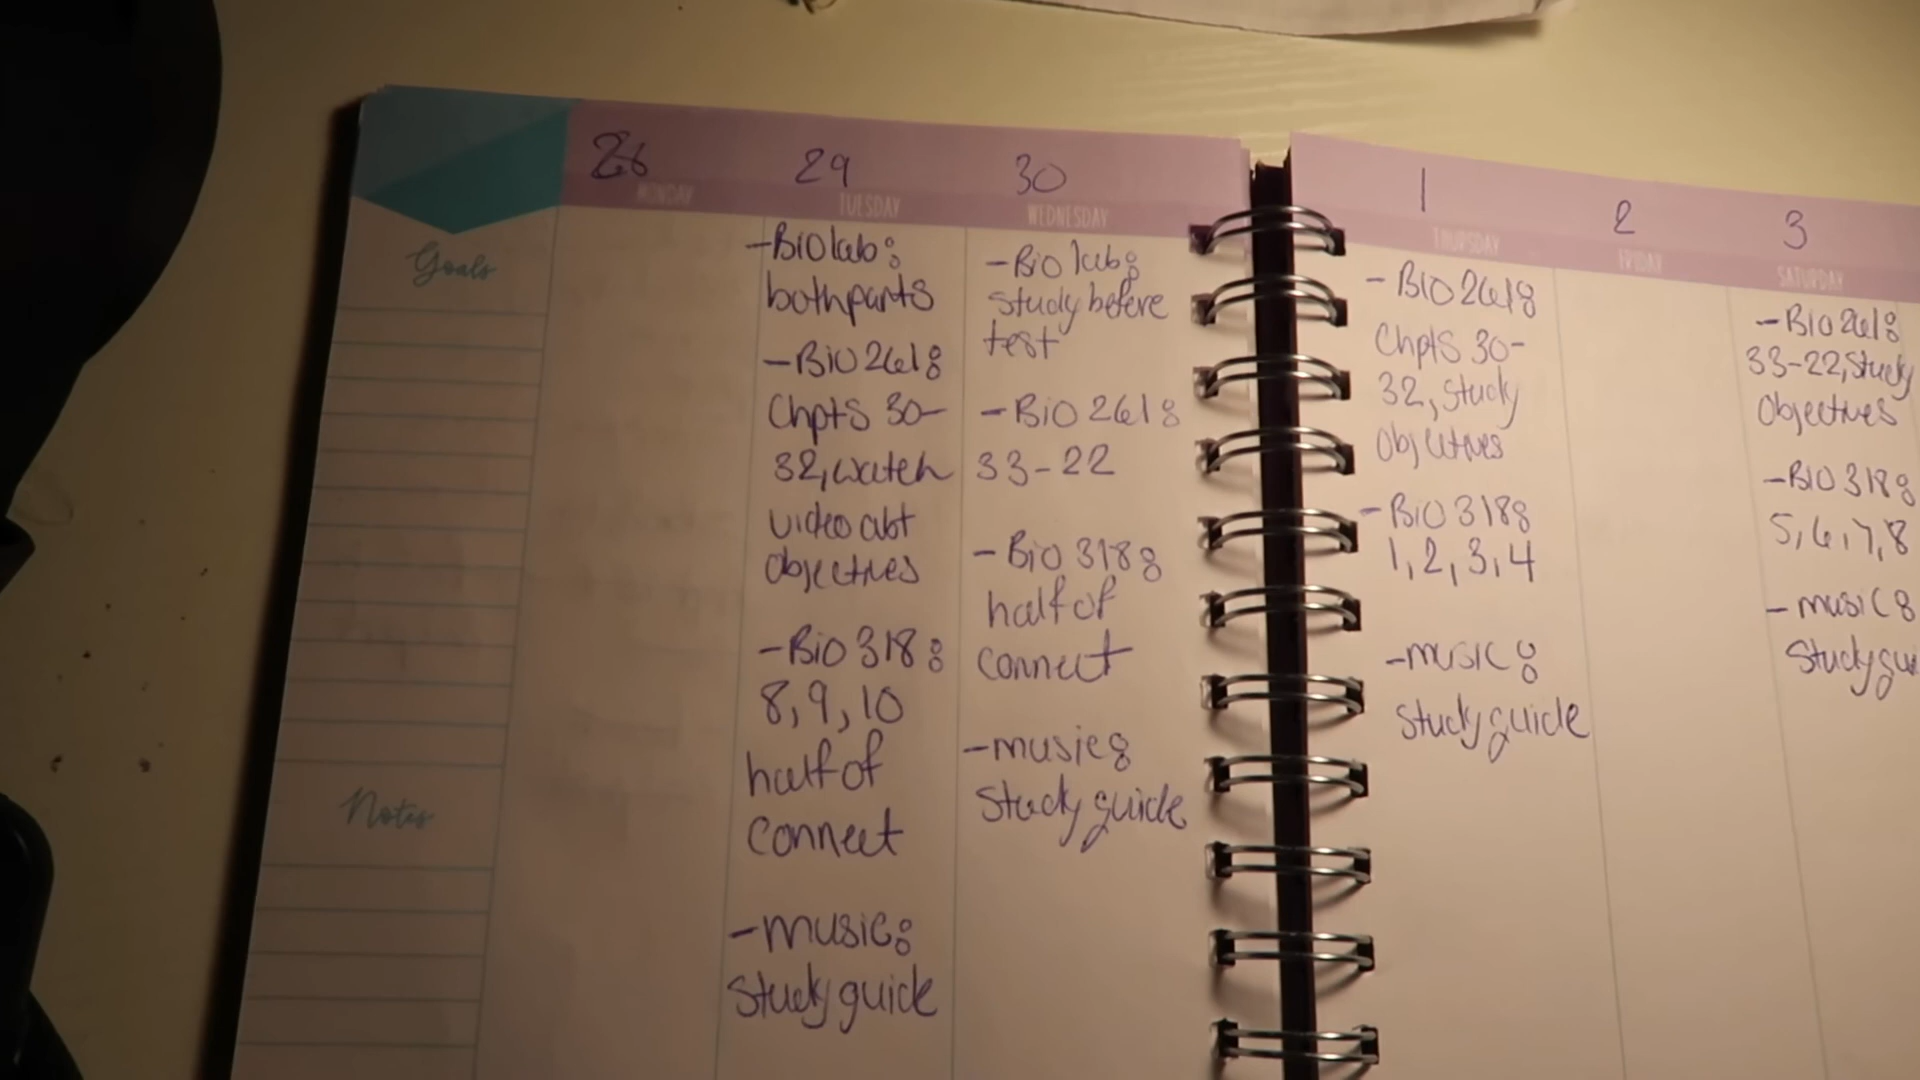 Goals
Notes
28
MONDAY
29
TUESDAY
-Bio lab:
both parts
-Bio 261:
Chpts 30-
32, watch
video abt
objectives
-Bio 318:
8, 9, 10
half of
connect
-music:
Study guide
30
WEDNESDAY
-Bio lab:
Study before
test
-Bio 261:
33-22
-Bio 318:
half of
connect
-music:
Study guide
1
THURSDAY
-Bio 261:
Chpts 30-
32, Study
Objectives
-Bio 318:
1, 2, 3, 4
-music:
Study guide
2
FRIDAY
3
SATURDAY
-Bio 261:
33-22, Study
Objectives
-Bio 318:
5, 6, 7, 8
-music:
Study gui